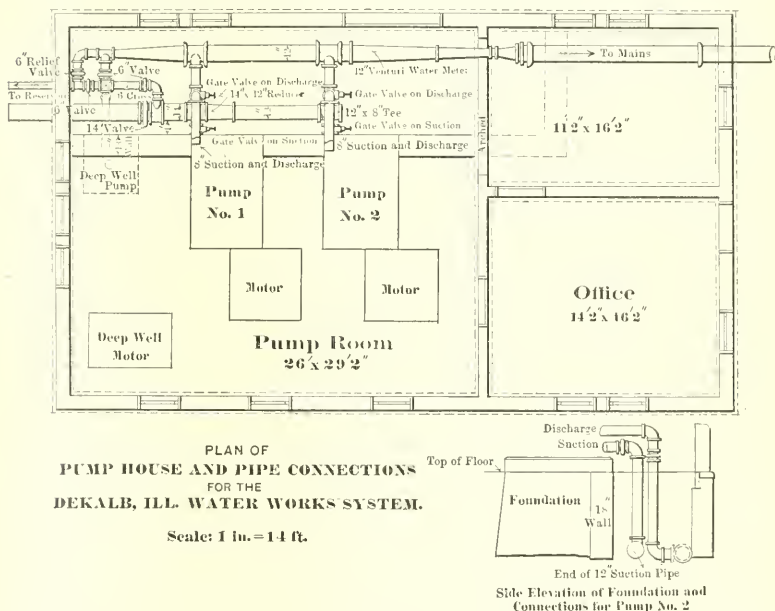 6" Relief
Valve
6" Valve
To Mains
12" Venturi Water Mete:
Gate Valve on Discharge
To Reser
6" Cross
14" x 12" Reduce
Gate Valve on Discharge
Valve
12" x 8" Tee
14" Valve
Gate Valve on Suction
Gate Valve on Suction
8" Suction and Discharge
8" Suction and Discharge
Arched
11'2" x 16'2"
Deep Well
Pump
Pump
No. 1
Pump
No. 2
Motor
Motor
Office
14'2" x 16'2"
Deep Well
Motor
Pump Room
26' x 29'2"
PLAN OF
PUMP HOUSE AND PIPE CONNECTIONS
FOR THE
DEKALB, ILL. WATER WORKS SYSTEM.
Scale: 1 in. = 14 ft.
Discharge
Suction
Top of Floor
Foundation
18"
Wall
End of 12" Suction Pipe
Side Elevation of Foundation and
Connections for Pump No. 2